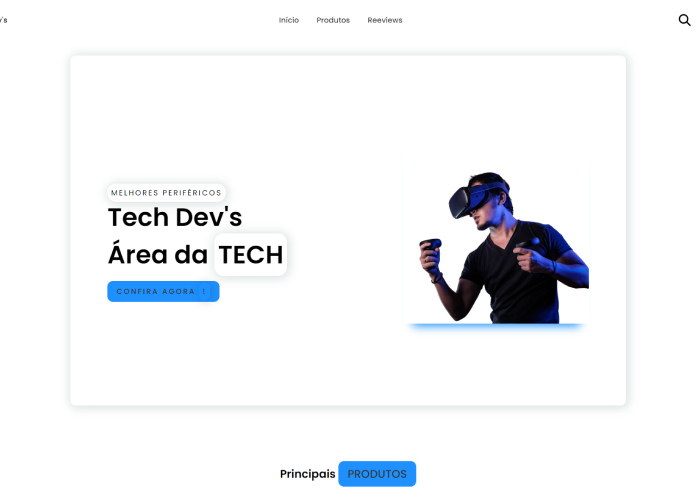 's
Início Produtos Reeviews
MELHORES PERIFÉRICOS
Tech Dev's
Área da TECH
CONFIRA AGORA !
Principais PRODUTOS